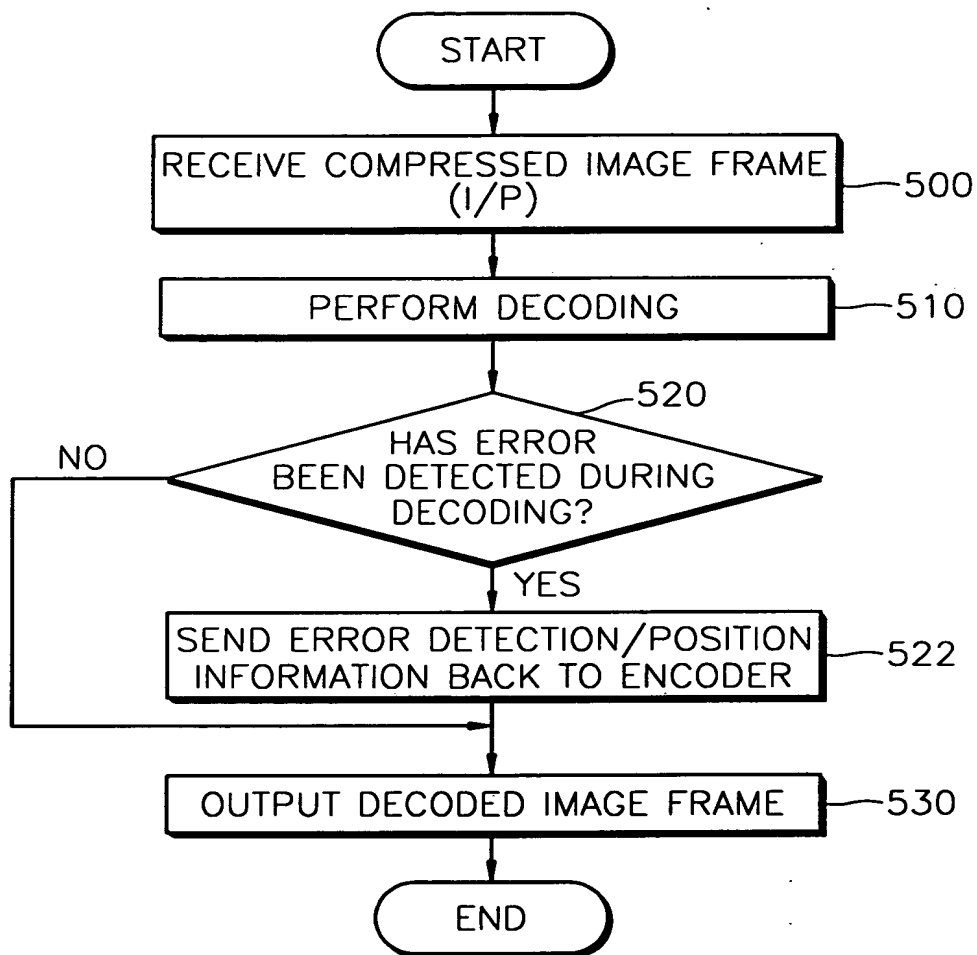 START
RECEIVE COMPRESSED IMAGE FRAME
(I/P)
500
PERFORM DECODING
510
520
HAS ERROR
BEEN DETECTED DURING
DECODING?
NO
YES
SEND ERROR DETECTION/POSITION
INFORMATION BACK TO ENCODER
522
OUTPUT DECODED IMAGE FRAME
530
END